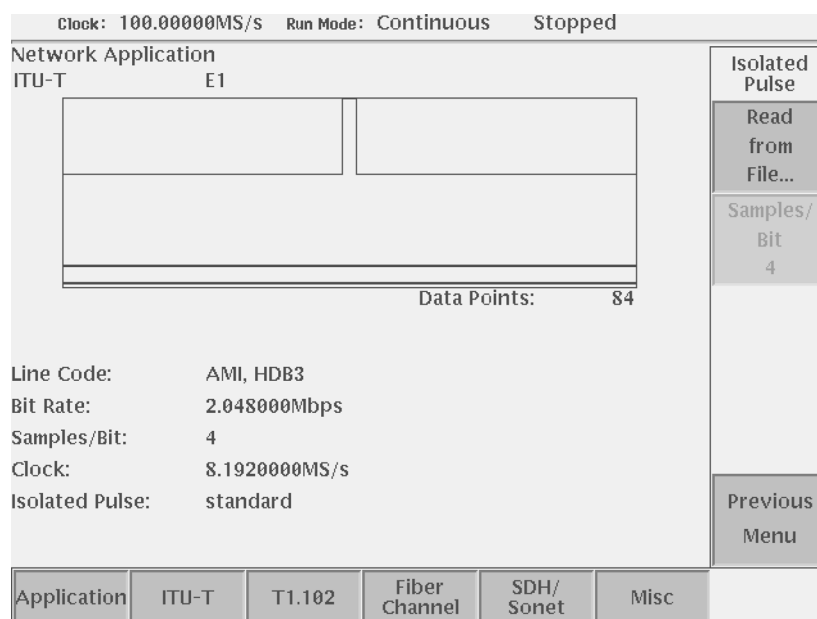 Clock: 100.00000MS/s Run Mode: Continuous Stopped
Network Application
ITU-T E1
Data Points: 84
Line Code: AMI, HDB3
Bit Rate: 2.048000Mbps
Samples/Bit: 4
Clock: 8.1920000MS/s
Isolated Pulse: standard
Isolated
Pulse
Read
from
File...
Samples/
Bit
4
Previous
Menu
Application ITU-T T1.102 Fiber Channel SDH/ Sonet Misc